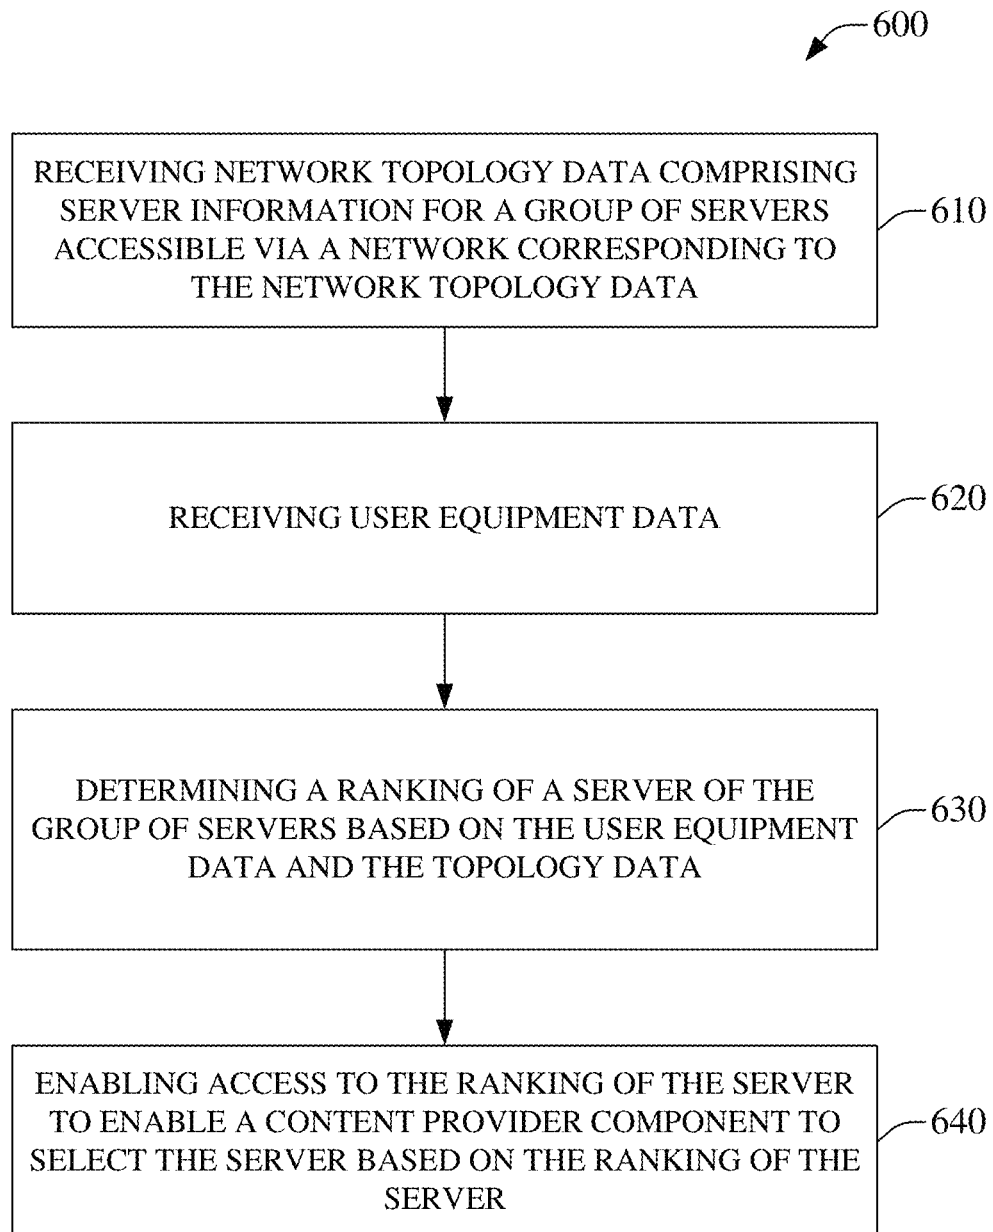 600
RECEIVING NETWORK TOPOLOGY DATA COMPRISING
SERVER INFORMATION FOR A GROUP OF SERVERS
ACCESSIBLE VIA A NETWORK CORRESPONDING TO
THE NETWORK TOPOLOGY DATA
610
RECEIVING USER EQUIPMENT DATA
620
DETERMINING A RANKING OF A SERVER OF THE
GROUP OF SERVERS BASED ON THE USER EQUIPMENT
DATA AND THE TOPOLOGY DATA
630
ENABLING ACCESS TO THE RANKING OF THE SERVER
TO ENABLE A CONTENT PROVIDER COMPONENT TO
SELECT THE SERVER BASED ON THE RANKING OF THE
SERVER
640